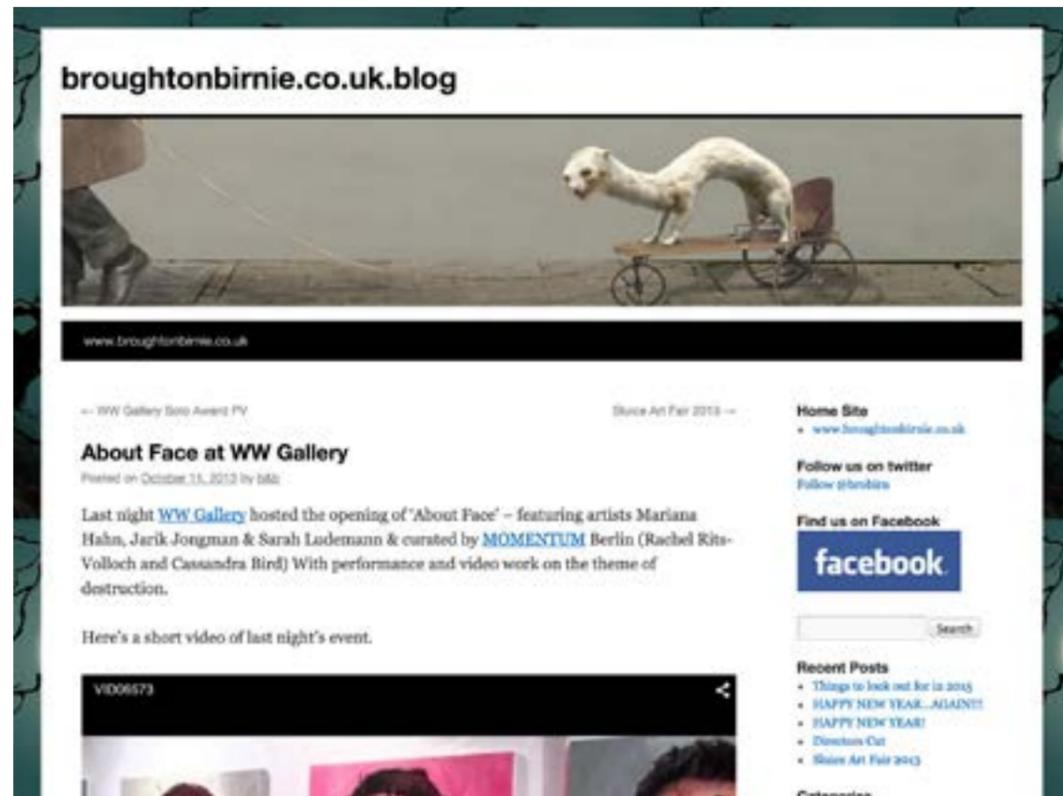 broughtonbirnie.co.uk.blog
www.broughtonbirnie.co.uk
← WW Gallery Solo Award PV
Sluice Art Fair 2013 →
About Face at WW Gallery
Posted on October 11, 2013 by b&b
Last night WW Gallery hosted the opening of 'About Face' – featuring artists Mariana
Hahn, Jarik Jongman & Sarah Ludemann & curated by MOMENTUM Berlin (Rachel Rits-
Volloch and Cassandra Bird) With performance and video work on the theme of
destruction.
Here's a short video of last night's event.
VID06573
Home Site
www.broughtonbirnie.co.uk
Follow us on twitter
Follow @brobirn
Find us on Facebook
facebook
Search
Recent Posts
Things to look out for in 2015
HAPPY NEW YEAR...AGAIN!!!
HAPPY NEW YEAR!
Directors Cut
Sluice Art Fair 2013
Categories